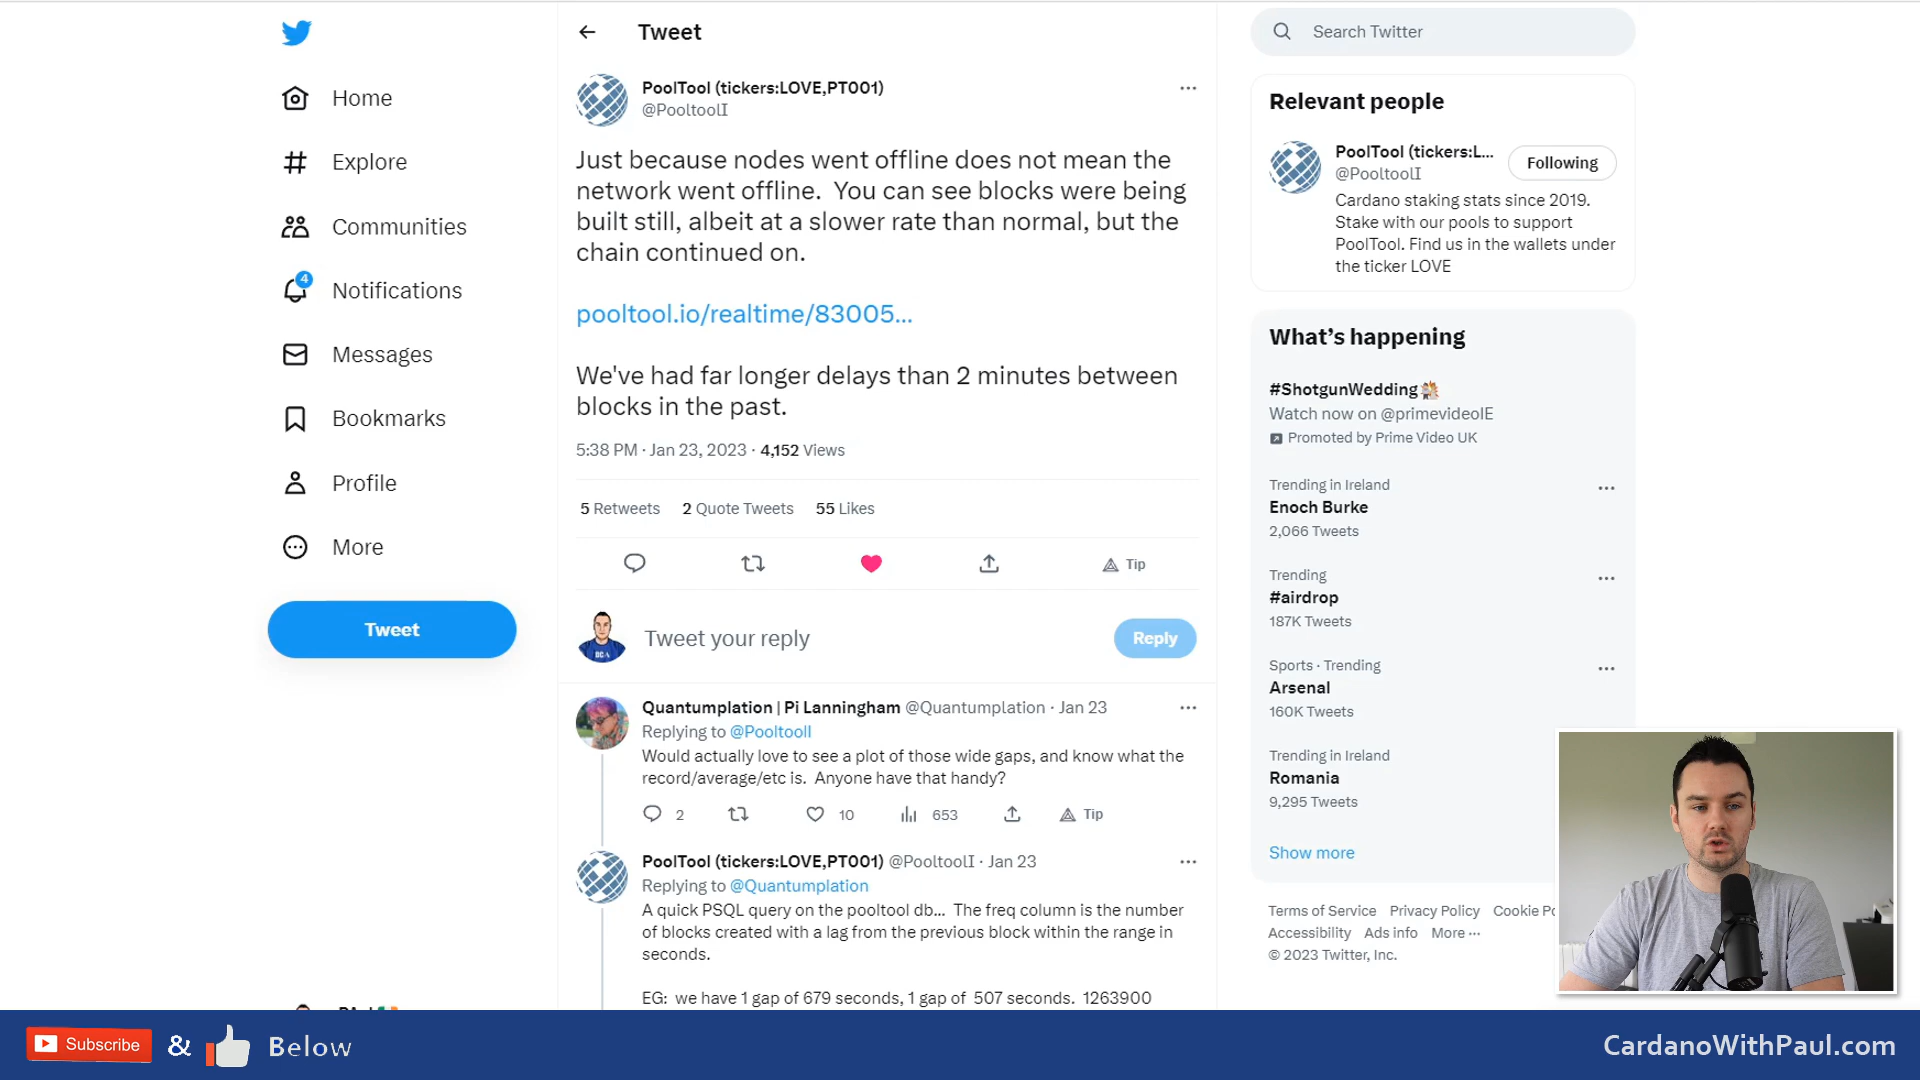 Home
Explore
Communities
4
Notifications
Messages
Bookmarks
Profile
More
Tweet
Tweet
PoolTool (tickers:LOVE,PT001)
@PooltoolI
Just because nodes went offline does not mean the
network went offline.  You can see blocks were being
built still, albeit at a slower rate than normal, but the
chain continued on.
pooltool.io/realtime/83005...
We've had far longer delays than 2 minutes between
blocks in the past.
5:38 PM · Jan 23, 2023 · 4,152 Views
5 Retweets 2 Quote Tweets 55 Likes
Tip
Tweet your reply
Reply
Quantumplation | Pi Lanningham @Quantumplation · Jan 23
Replying to @PooltoolI
Would actually love to see a plot of those wide gaps, and know what the
record/average/etc is.  Anyone have that handy?
2 10 653 Tip
PoolTool (tickers:LOVE,PT001) @PooltoolI · Jan 23
Replying to @Quantumplation
A quick PSQL query on the pooltool db...  The freq column is the number
of blocks created with a lag from the previous block within the range in
seconds.
EG:  we have 1 gap of 679 seconds, 1 gap of  507 seconds.  1263900
Search Twitter
Relevant people
PoolTool (tickers:L...
@PooltoolI
Following
Cardano staking stats since 2019.
Stake with our pools to support
PoolTool. Find us in the wallets under
the ticker LOVE
What's happening
#ShotgunWedding
Watch now on @primevideoIE
Promoted by Prime Video UK
Trending in Ireland
Enoch Burke
2,066 Tweets
Trending
#airdrop
187K Tweets
Sports · Trending
Arsenal
160K Tweets
Trending in Ireland
Romania
9,295 Tweets
Show more
Terms of Service Privacy Policy Cookie Po
Accessibility Ads info More ···
© 2023 Twitter, Inc.
Subscribe & Below
CardanoWithPaul.com